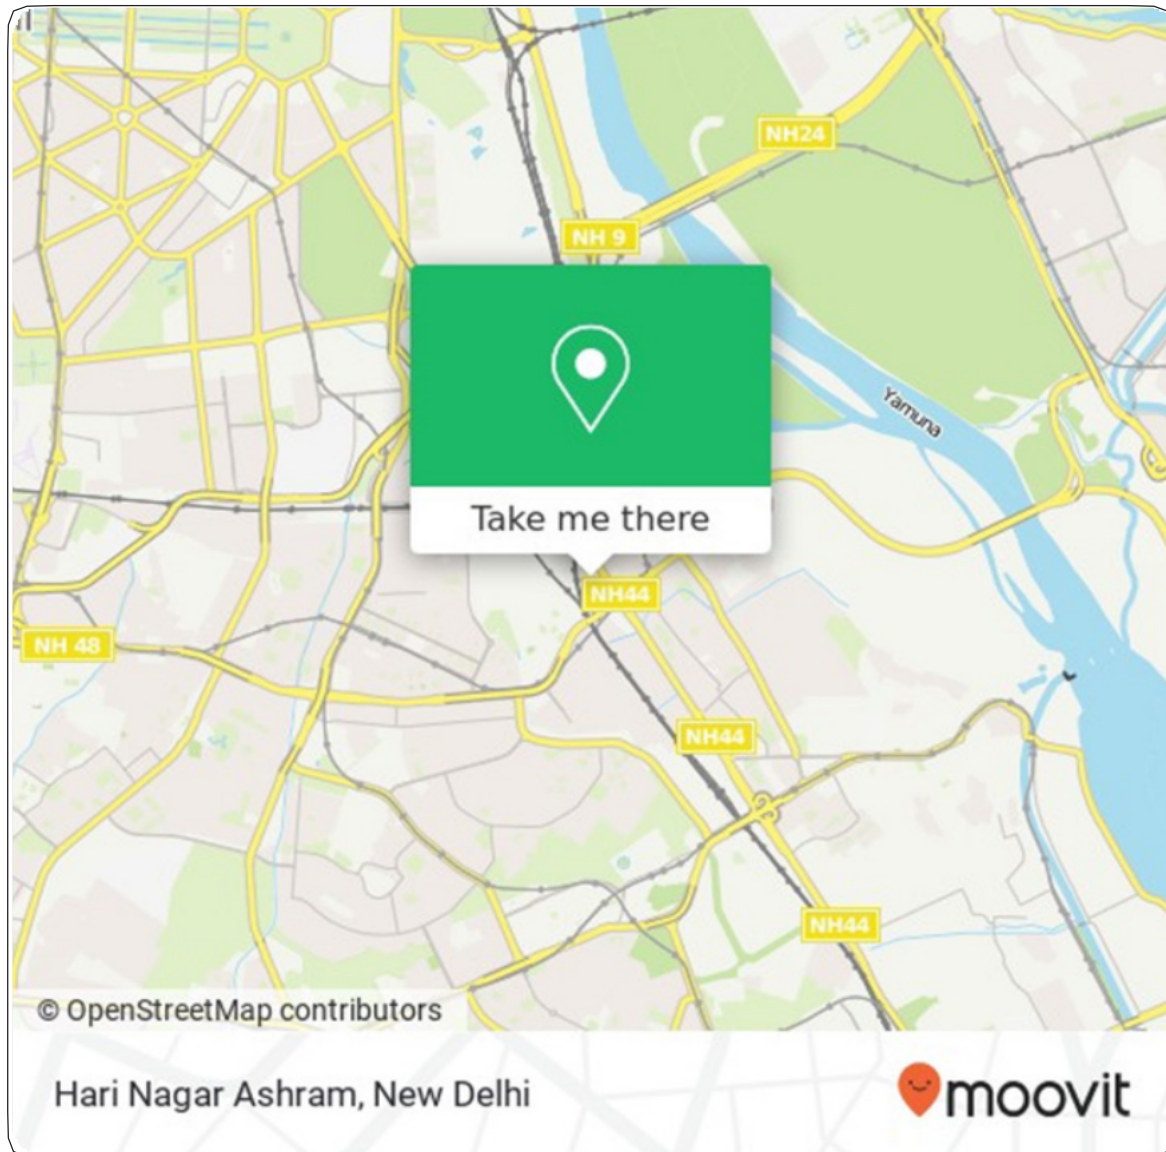 NH24
NH 9
Yamuna
Take me there
NH44
NH 48
NH44
NH44
© OpenStreetMap contributors
Hari Nagar Ashram, New Delhi
moovit